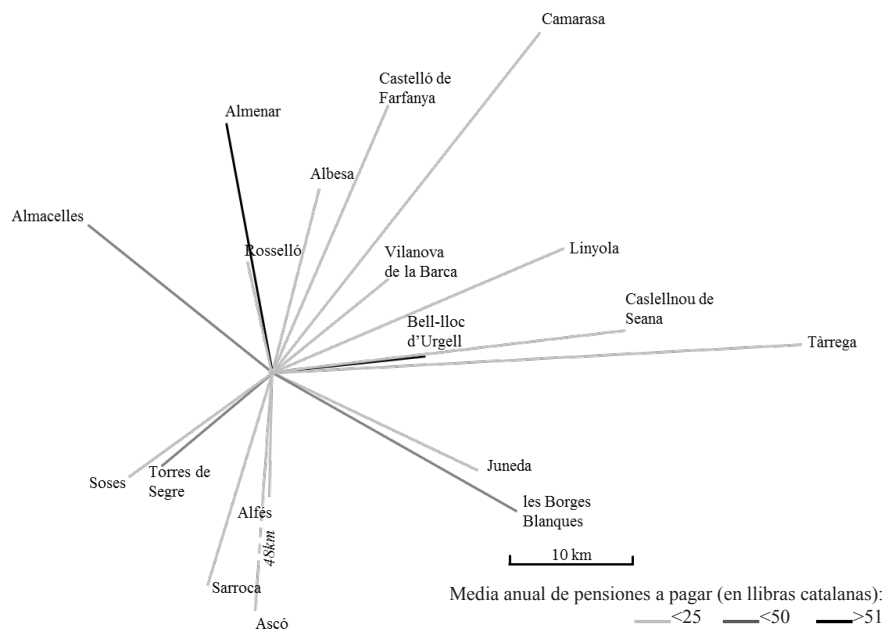 Camarasa
Castelló de
Farfanya
Almenar
Albesa
Almacelles
Rosselló
Vilanova
de la Barca
Linyola
Caslellnou de
Seana
Bell-lloc
d’Urgell
Tàrrega
Juneda
les Borges
Blanques
Soses
Torres de
Segre
Alfés
48km
Sarroca
Ascó
10 km
Media anual de pensiones a pagar (en llibras catalanas):
<25 <50 >51